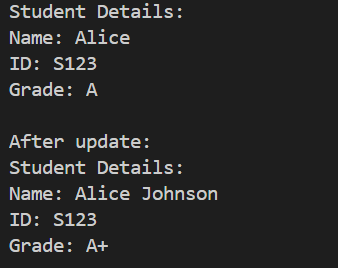 Student Details:
Name: Alice
ID: S123
Grade: A

After update:
Student Details:
Name: Alice Johnson
ID: S123
Grade: A+